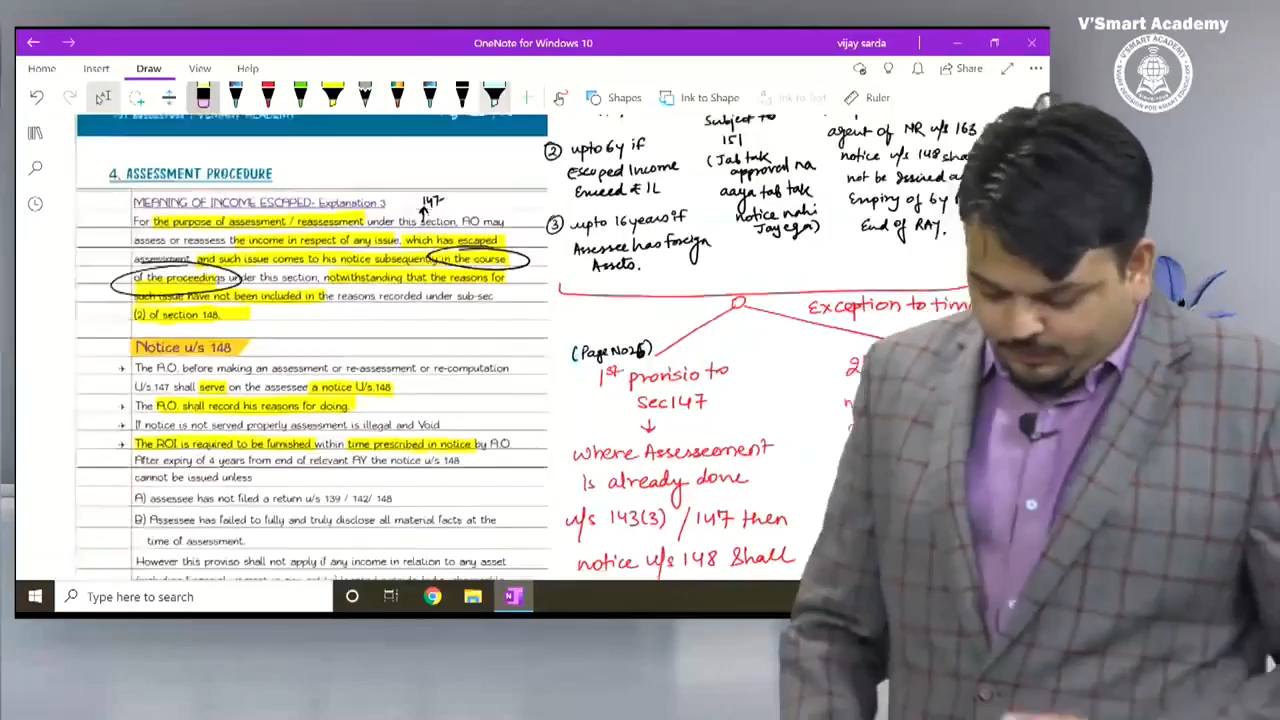 V'Smart Academy
OneNote for Windows 10
vijay sarda
Home Insert Draw View Help
Share
Shapes Ink to Shape Ink to Text Ruler
4. ASSESSMENT PROCEDURE
MEANING OF INCOME ESCAPED- Explanation 3
147
For the purpose of assessment / reassessment under this section, AO may
assess or reassess the income in respect of any issue, which has escaped
assessment, and such issue comes to his notice subsequently in the course
of the proceedings under this section, notwithstanding that the reasons for
such issue have not been included in the reasons recorded under sub-sec
(2) of section 148.
Notice u/s 148
The A.O. before making an assessment or re-assessment or re-computation
U/s.147 shall serve on the assessee a notice U/s.148
The A.O. shall record his reasons for doing.
If notice is not served properly assessment is illegal and Void
The ROI is required to be furnished within time prescribed in notice by A.O
After expiry of 4 years from end of relevant AY the notice u/s 148
cannot be issued unless
A) assessee has not filed a return u/s 139 / 142/ 148
B) Assessee has failed to fully and truly disclose all material facts at the
time of assessment.
However this proviso shall not apply if any income in relation to any asset
② upto 6y if
Escaped Income
Exceed ₹ 1L
③ upto 16 years if
Assessee has foreign
Assets.
Subject to
151
(Jab tak
approval na
aaya tab tak
notice nahi
Jayega)
agent of NR u/s 163
notice u/s 148 sha
not be Issued a
Expiry of 6 y
End of RAY.
Exception to tim
(Page No 26)
1st provisio to
sec 147
↓
where Assessement
is already done
u/s 143(3) / 147 then
notice u/s 148 Shall
Type here to search